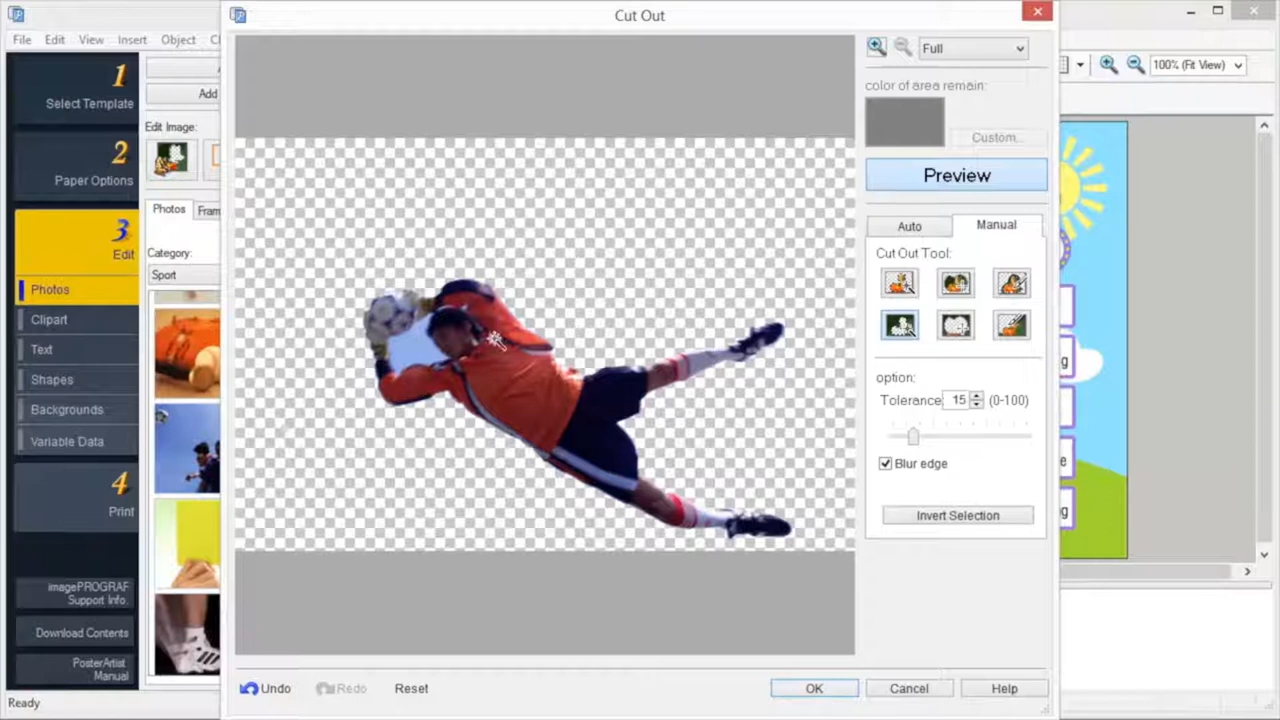 Cut Out
File Edit View Insert Object
100% (Fit View)
1
Select Template
2
Paper Options
3
Edit
Photos
Clipart
Text
Shapes
Backgrounds
Variable Data
4
Print
imagePROGRAF
Support Info.
Download Contents
PosterArtist
Manual
Ready
Add
Edit Image:
Photos
Category:
Sport
Full
color of area remain:
Custom...
Preview
Auto Manual
Cut Out Tool:
option:
Tolerance 15 (0-100)
Blur edge
Invert Selection
Undo Redo Reset
OK Cancel Help
g
e
g